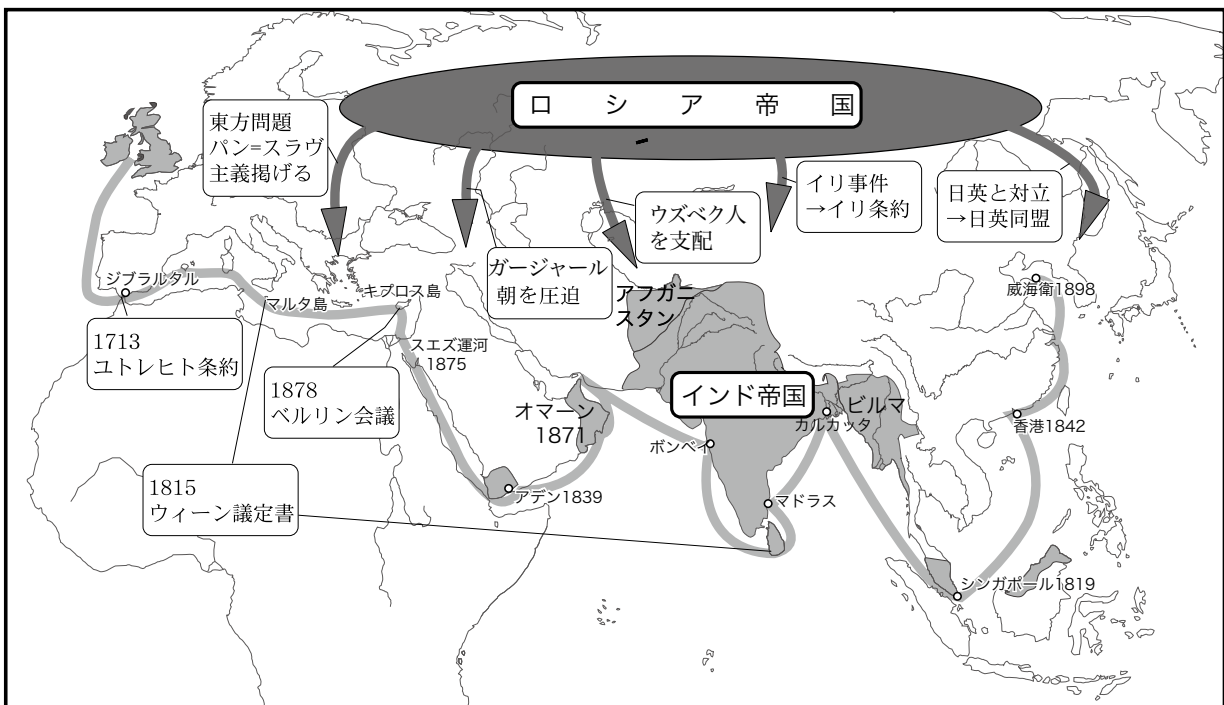 ロシア帝国
東方問題
パン=スラヴ
主義掲げる
ガージャール
朝を圧迫
ウズベク人
を支配
イリ事件
→イリ条約
日英と対立
→日英同盟
ジブラルタル
マルタ島
キプロス島
アフガニ
スタン
威海衛1898
1713
ユトレヒト条約
スエズ運河
1875
1878
ベルリン会議
インド帝国
オマーン
1871
ボンベイ
カルカッタ
ビルマ
香港1842
1815
ウィーン議定書
アデン1839
マドラス
シンガポール1819